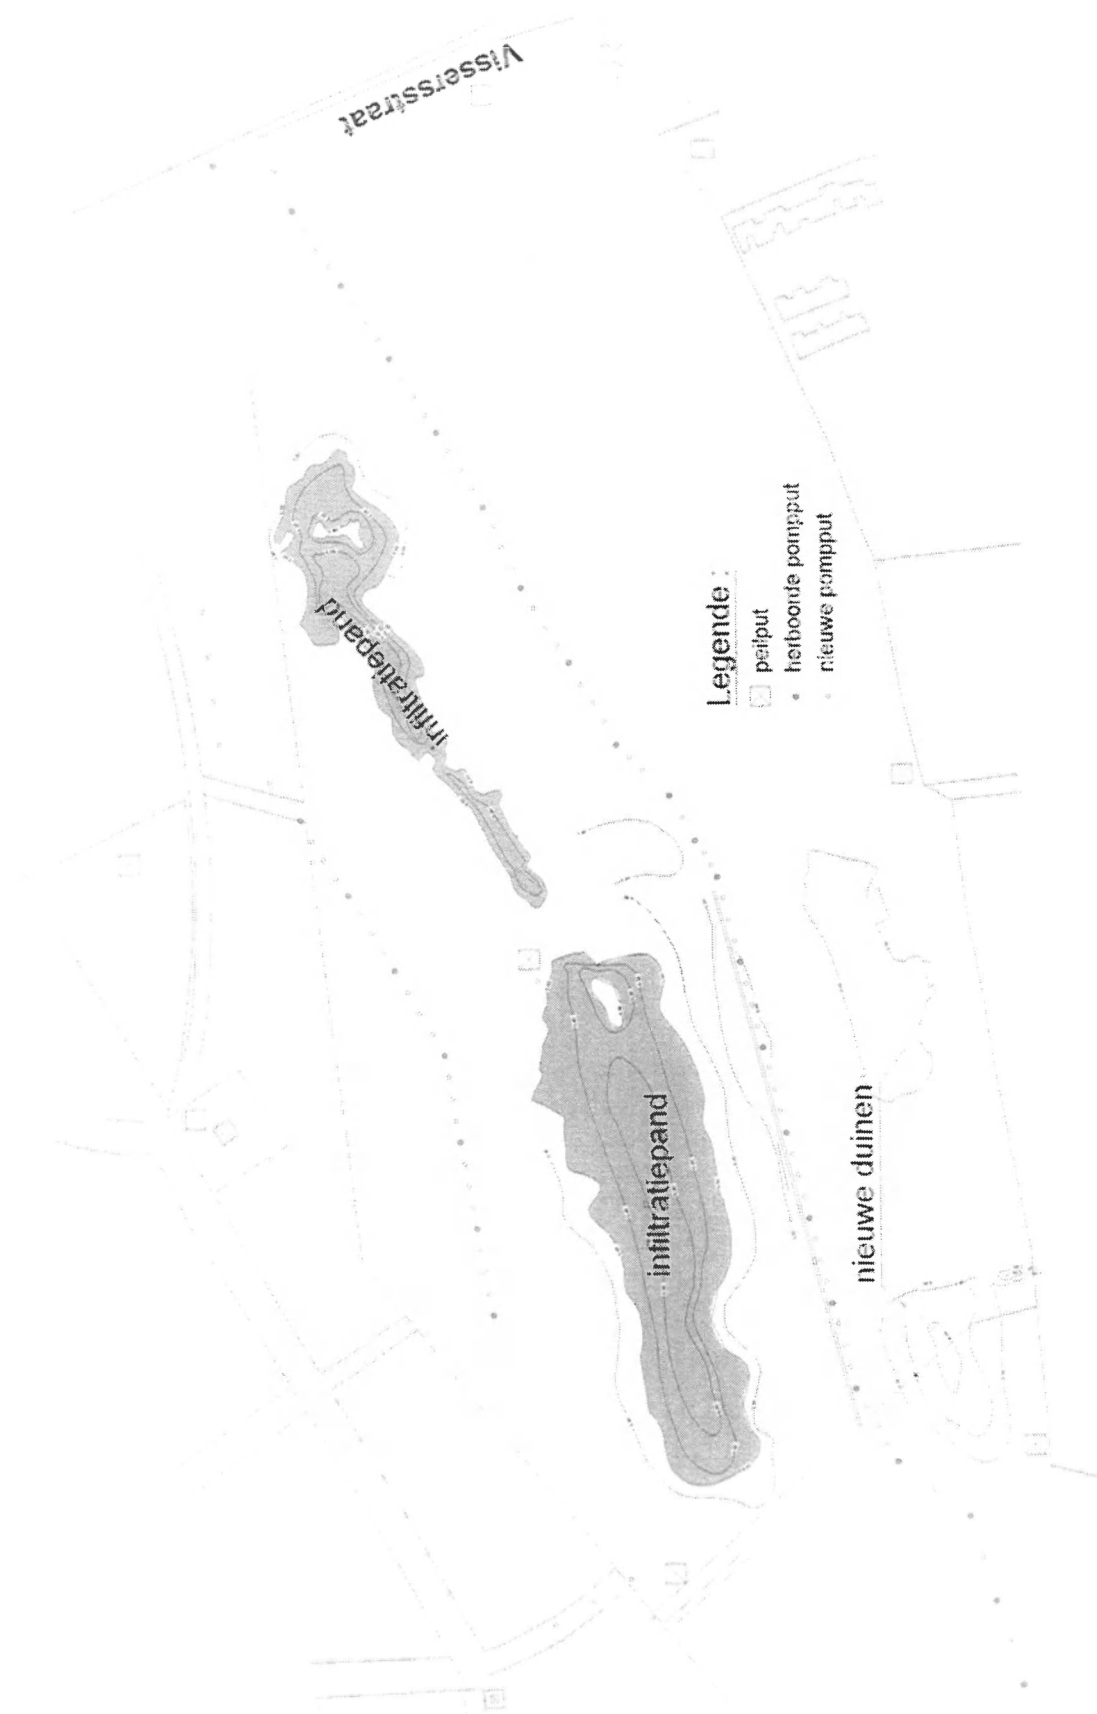 Vissersstraat
infiltratiepand
Legende :
peilput
herboorde pompput
nieuwe pompput
infiltratiepand
nieuwe duinen